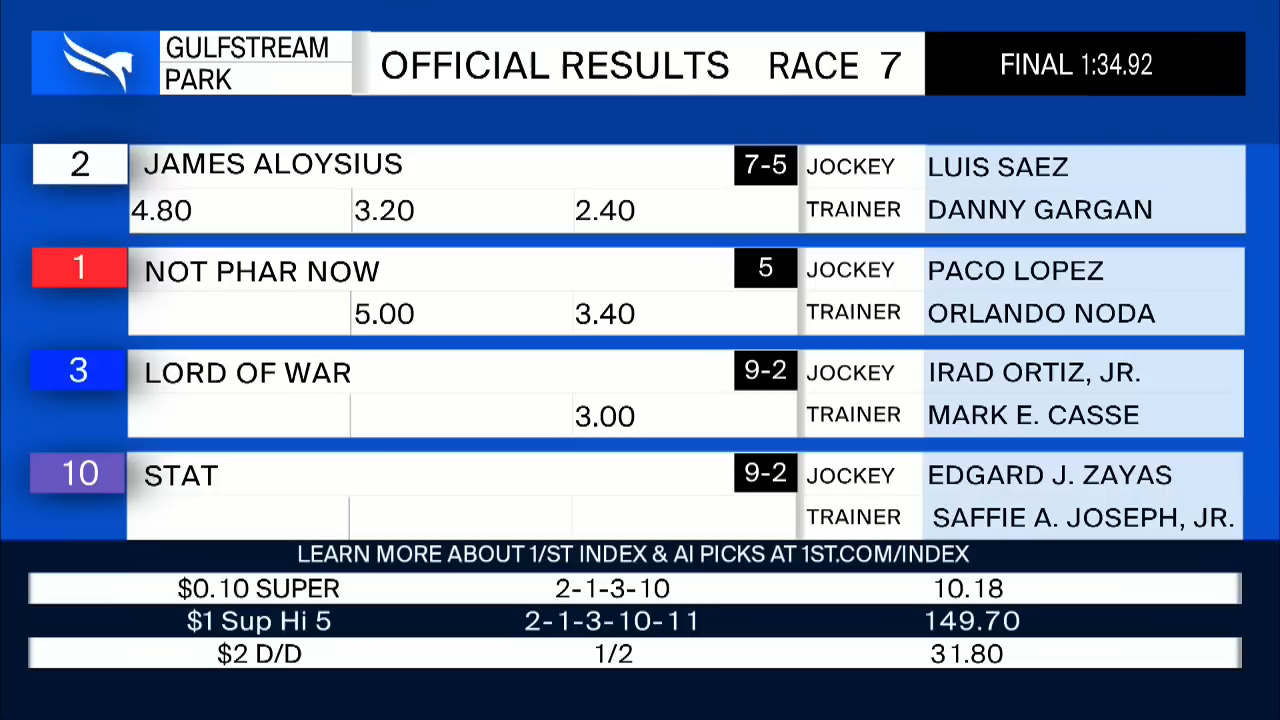 GULFSTREAM
PARK
OFFICIAL RESULTS RACE 7
FINAL 1:34.92
2 JAMES ALOYSIUS 7-5 JOCKEY LUIS SAEZ
4.80 3.20 2.40 TRAINER DANNY GARGAN
1 NOT PHAR NOW 5 JOCKEY PACO LOPEZ
5.00 3.40 TRAINER ORLANDO NODA
3 LORD OF WAR 9-2 JOCKEY IRAD ORTIZ, JR.
3.00 TRAINER MARK E. CASSE
10 STAT 9-2 JOCKEY EDGARD J. ZAYAS
TRAINER SAFFIE A. JOSEPH, JR.
LEARN MORE ABOUT 1/ST INDEX & AI PICKS AT 1ST.COM/INDEX
$0.10 SUPER 2-1-3-10 10.18
$1 Sup Hi 5 2-1-3-10-11 149.70
$2 D/D 1/2 31.80